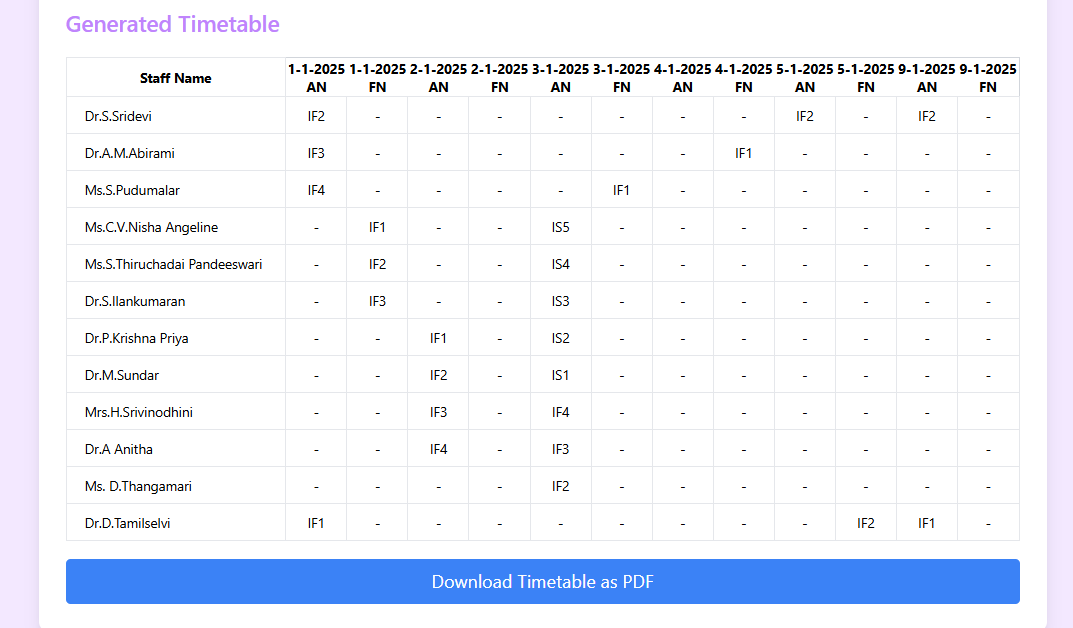 Generated Timetable
Staff Name 1-1-2025 AN 1-1-2025 FN 2-1-2025 AN 2-1-2025 FN 3-1-2025 AN 3-1-2025 FN 4-1-2025 AN 4-1-2025 FN 5-1-2025 AN 5-1-2025 FN 9-1-2025 AN 9-1-2025 FN
Dr.S.Sridevi IF2 - - - - - - - IF2 - IF2 -
Dr.A.M.Abirami IF3 - - - - - - IF1 - - - -
Ms.S.Pudumalar IF4 - - - - IF1 - - - - - -
Ms.C.V.Nisha Angeline - IF1 - - IS5 - - - - - - -
Ms.S.Thiruchadai Pandeeswari - IF2 - - IS4 - - - - - - -
Dr.S.Ilankumaran - IF3 - - IS3 - - - - - - -
Dr.P.Krishna Priya - - IF1 - IS2 - - - - - - -
Dr.M.Sundar - - IF2 - IS1 - - - - - - -
Mrs.H.Srivinodhini - - IF3 - IF4 - - - - - - -
Dr.A Anitha - - IF4 - IF3 - - - - - - -
Ms. D.Thangamari - - - - IF2 - - - - - - -
Dr.D.Tamilselvi IF1 - - - - - - - - IF2 IF1 -
Download Timetable as PDF